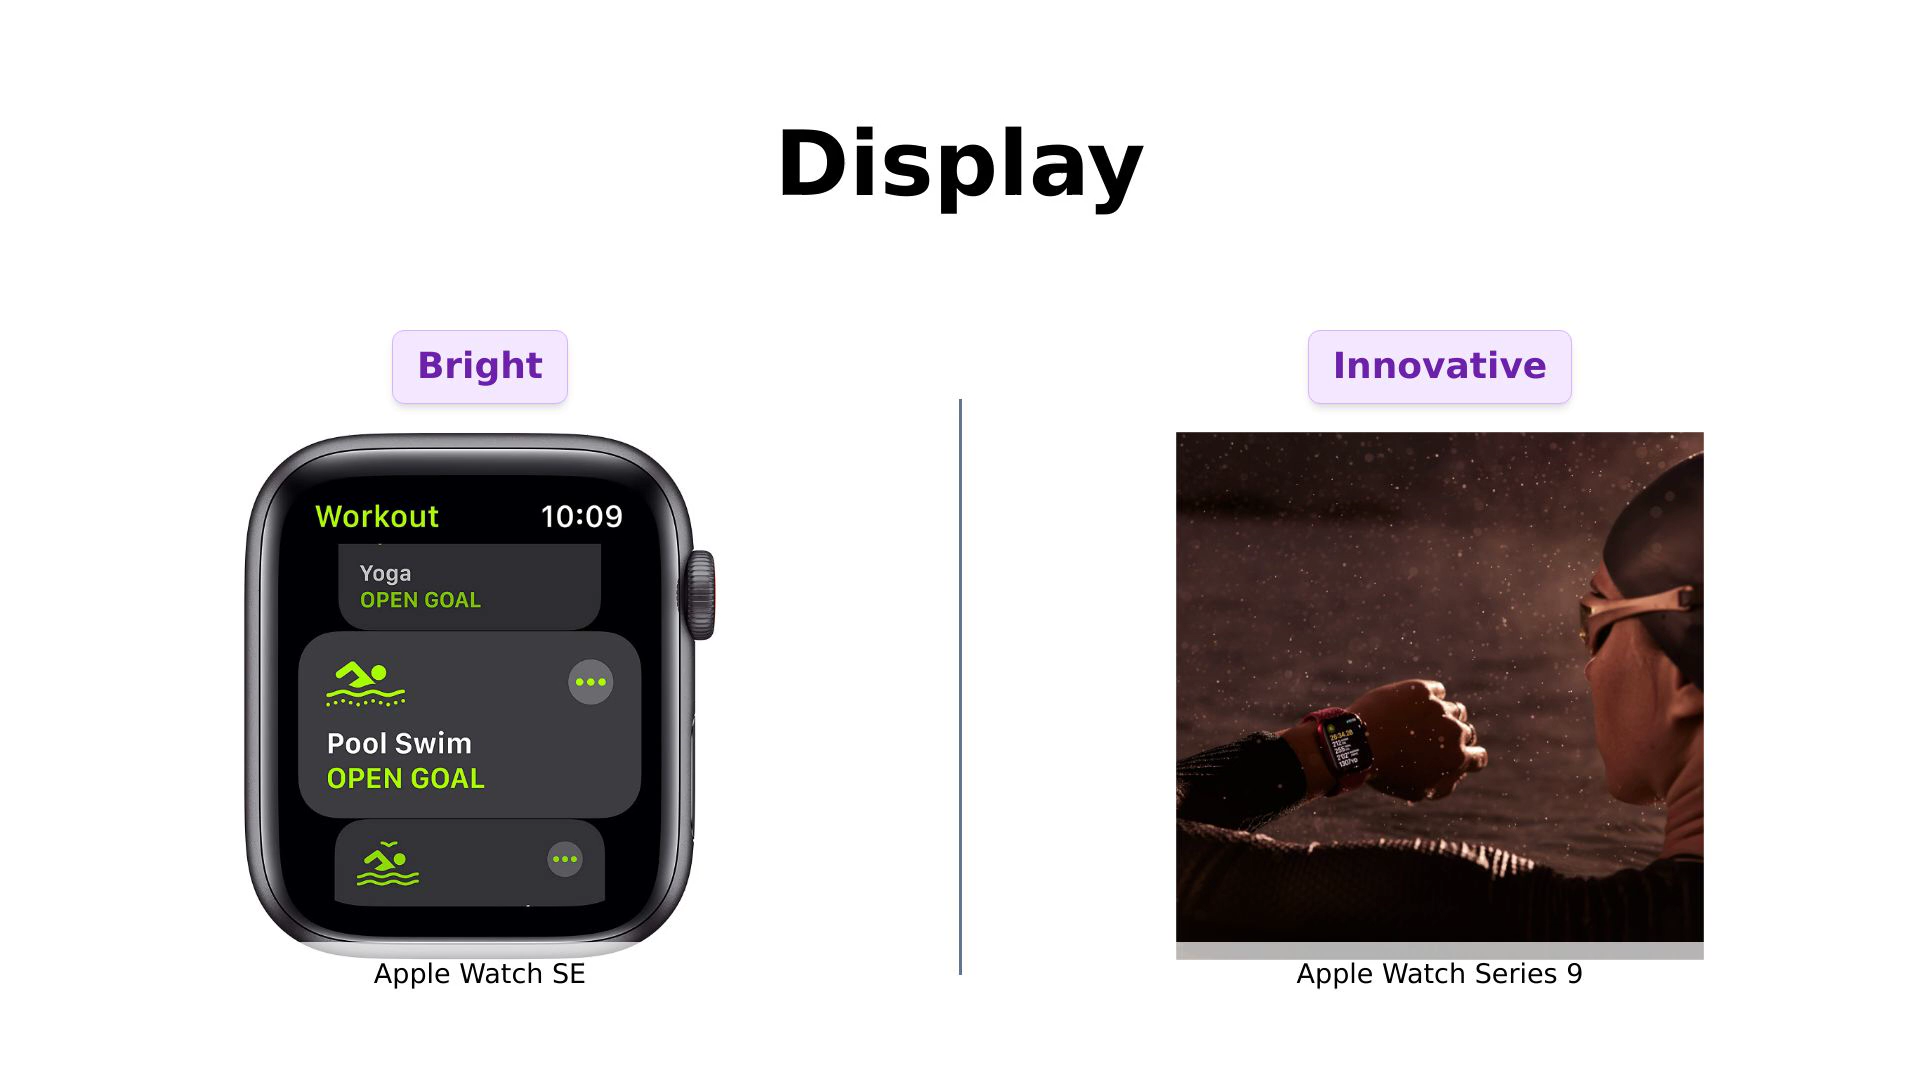 Display
Bright
Innovative
Workout 10:09
Yoga
OPEN GOAL
Pool Swim
OPEN GOAL
Apple Watch SE
Apple Watch Series 9